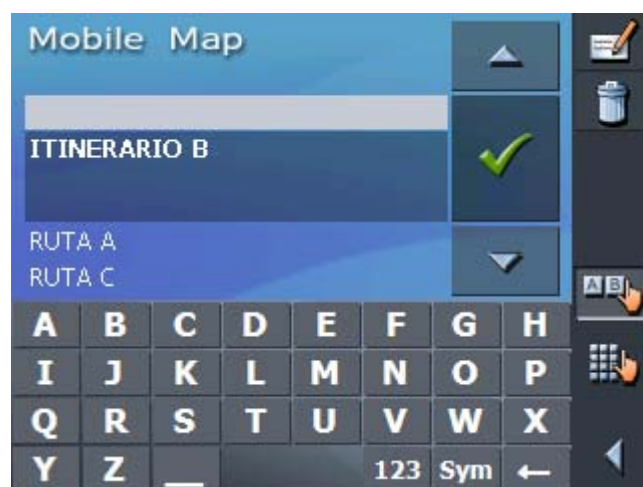 Mobile Map
ITINERARIO B
RUTA A
RUTA C
A B
A B C D E F G H
I J K L M N O P
Q R S T U V W X
Y Z _ 123 Sym ←